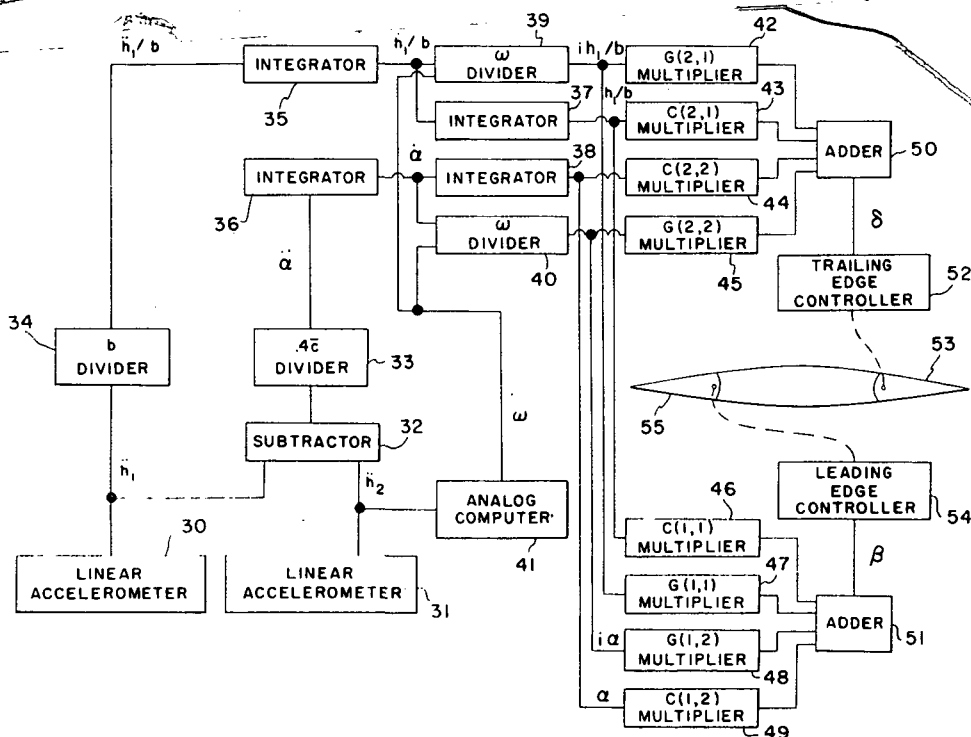 ḧ₁/b
INTEGRATOR
35
ḣ₁/b
39
ω
DIVIDER
i h₁/b
42
G(2,1)
MULTIPLIER
37
INTEGRATOR
h₁/b
43
C(2,1)
MULTIPLIER
ADDER
50
INTEGRATOR
36
α̇
38
INTEGRATOR
C(2,2)
MULTIPLIER
44
ω
DIVIDER
40
G(2,2)
MULTIPLIER
45
δ
α̈
TRAILING
EDGE
CONTROLLER
52
34
b
DIVIDER
.4c̄
DIVIDER
33
53
55
ω
SUBTRACTOR
32
ḧ₁
ḧ₂
ANALOG
COMPUTER
41
LEADING
EDGE
CONTROLLER
54
30
LINEAR
ACCELEROMETER
LINEAR
ACCELEROMETER
31
46
C(1,1)
MULTIPLIER
β
47
G(1,1)
MULTIPLIER
ADDER
51
iα
G(1,2)
MULTIPLIER
48
α
C(1,2)
MULTIPLIER
49